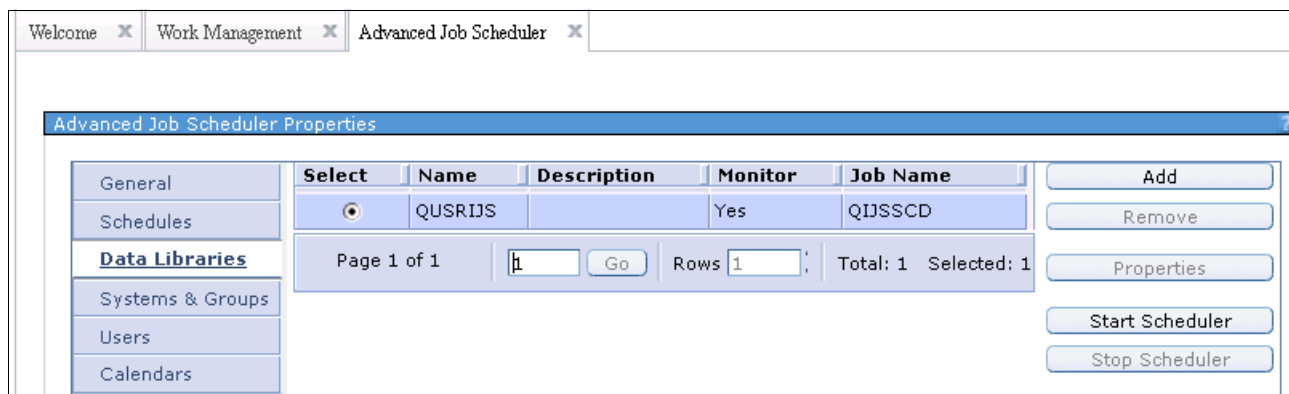 Welcome Work Management Advanced Job Scheduler
Advanced Job Scheduler Properties ?
General
Schedules
Data Libraries
Systems & Groups
Users
Calendars
Select Name Description Monitor Job Name
QUSRIJS Yes QIJSSCD
Page 1 of 1 1 Go Rows 1 Total: 1 Selected: 1
Add
Remove
Properties
Start Scheduler
Stop Scheduler